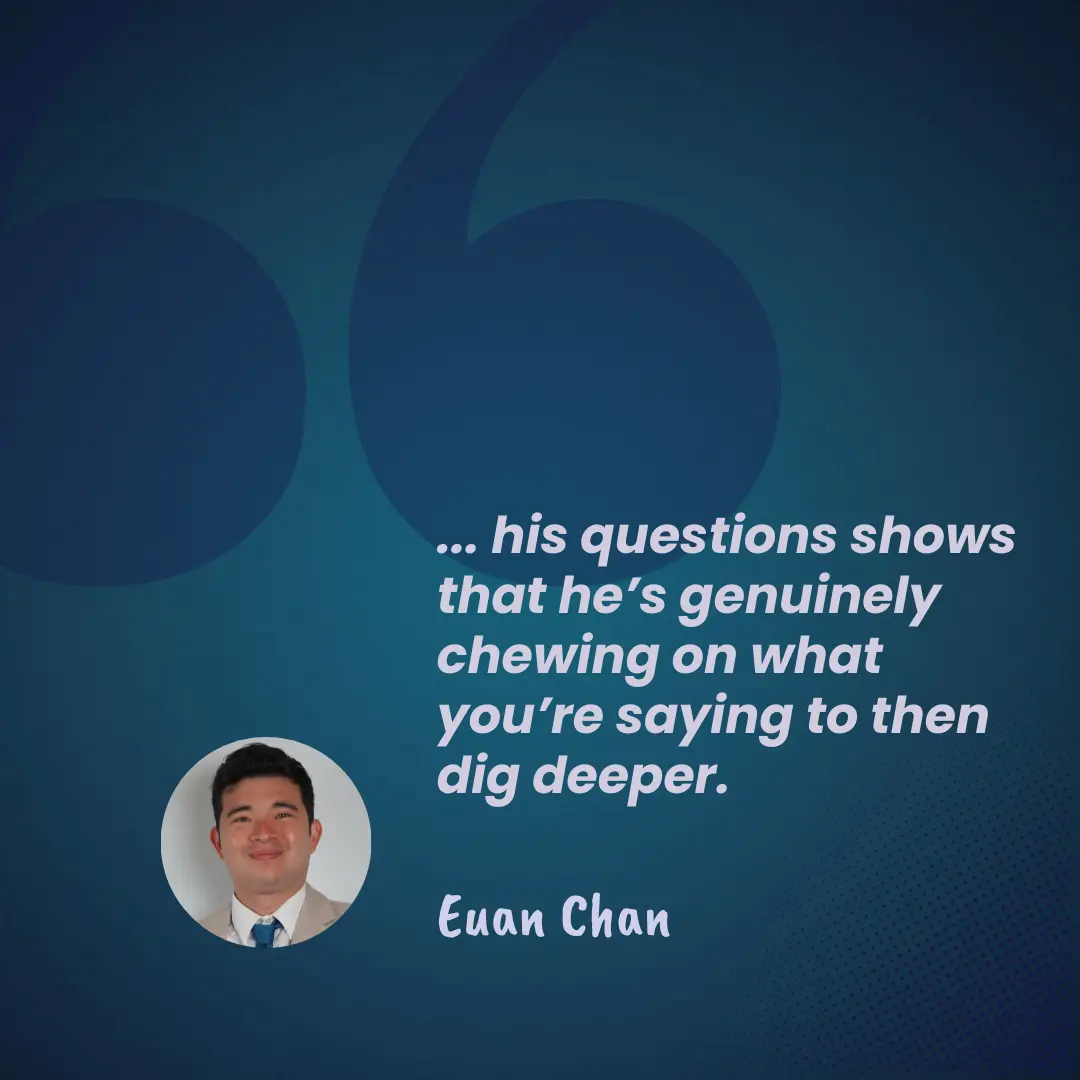 ... his questions shows
that he’s genuinely
chewing on what
you’re saying to then
dig deeper.
Euan Chan